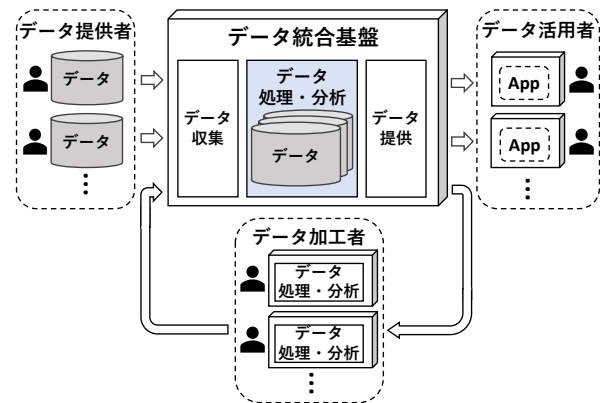 データ提供者
データ
データ
⋮
データ統合基盤
データ
収集
データ
処理・分析
データ
データ
提供
データ活用者
App
App
⋮
データ加工者
データ
処理・分析
データ
処理・分析
⋮